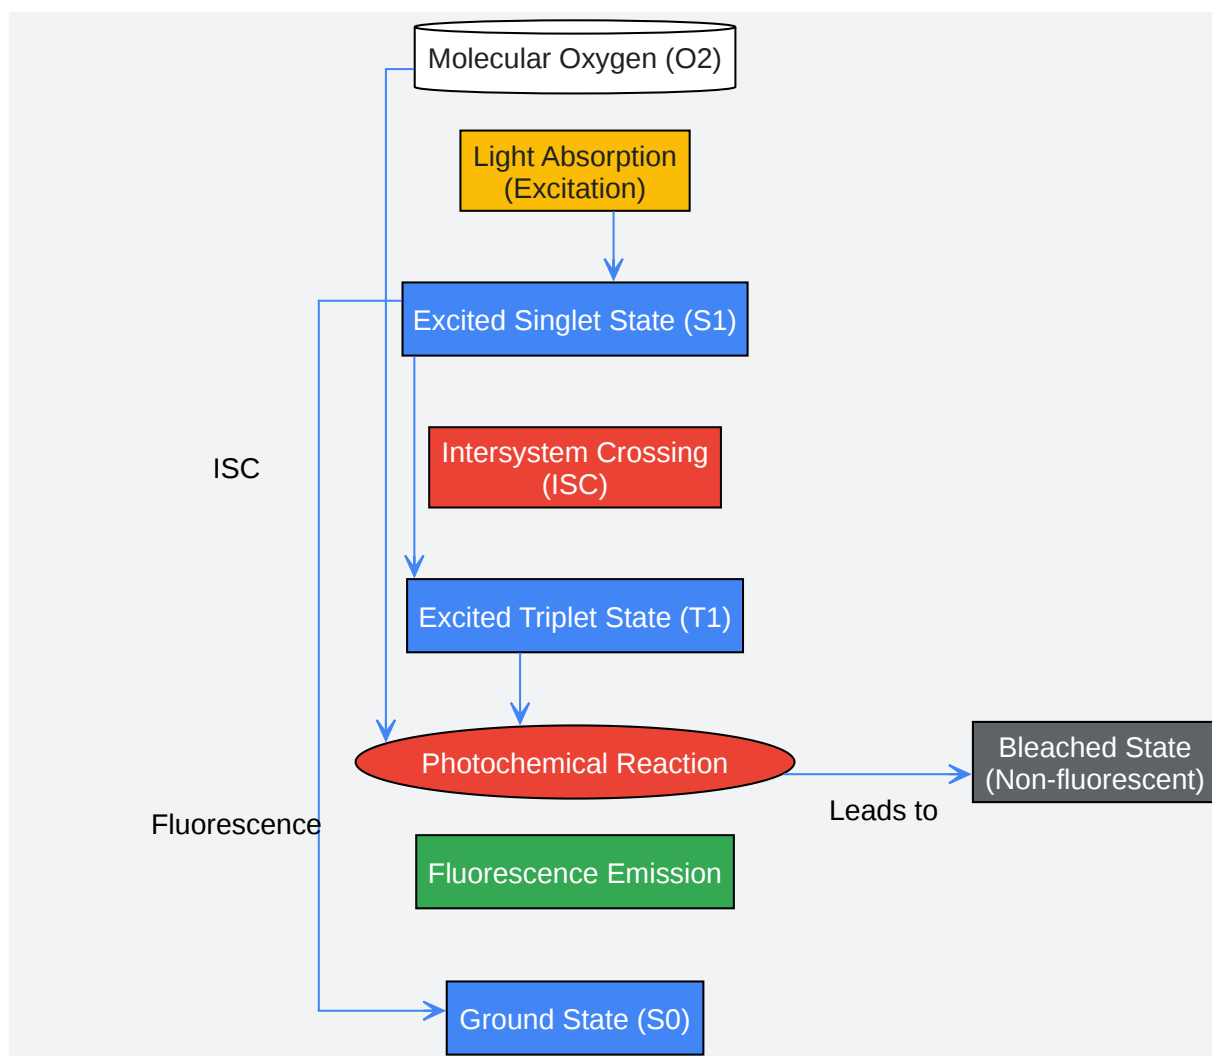 Molecular Oxygen (O2)
Light Absorption
(Excitation)
Excited Singlet State (S1)
Intersystem Crossing
(ISC)
ISC
Excited Triplet State (T1)
Photochemical Reaction
Bleached State
(Non-fluorescent)
Leads to
Fluorescence
Fluorescence Emission
Ground State (S0)